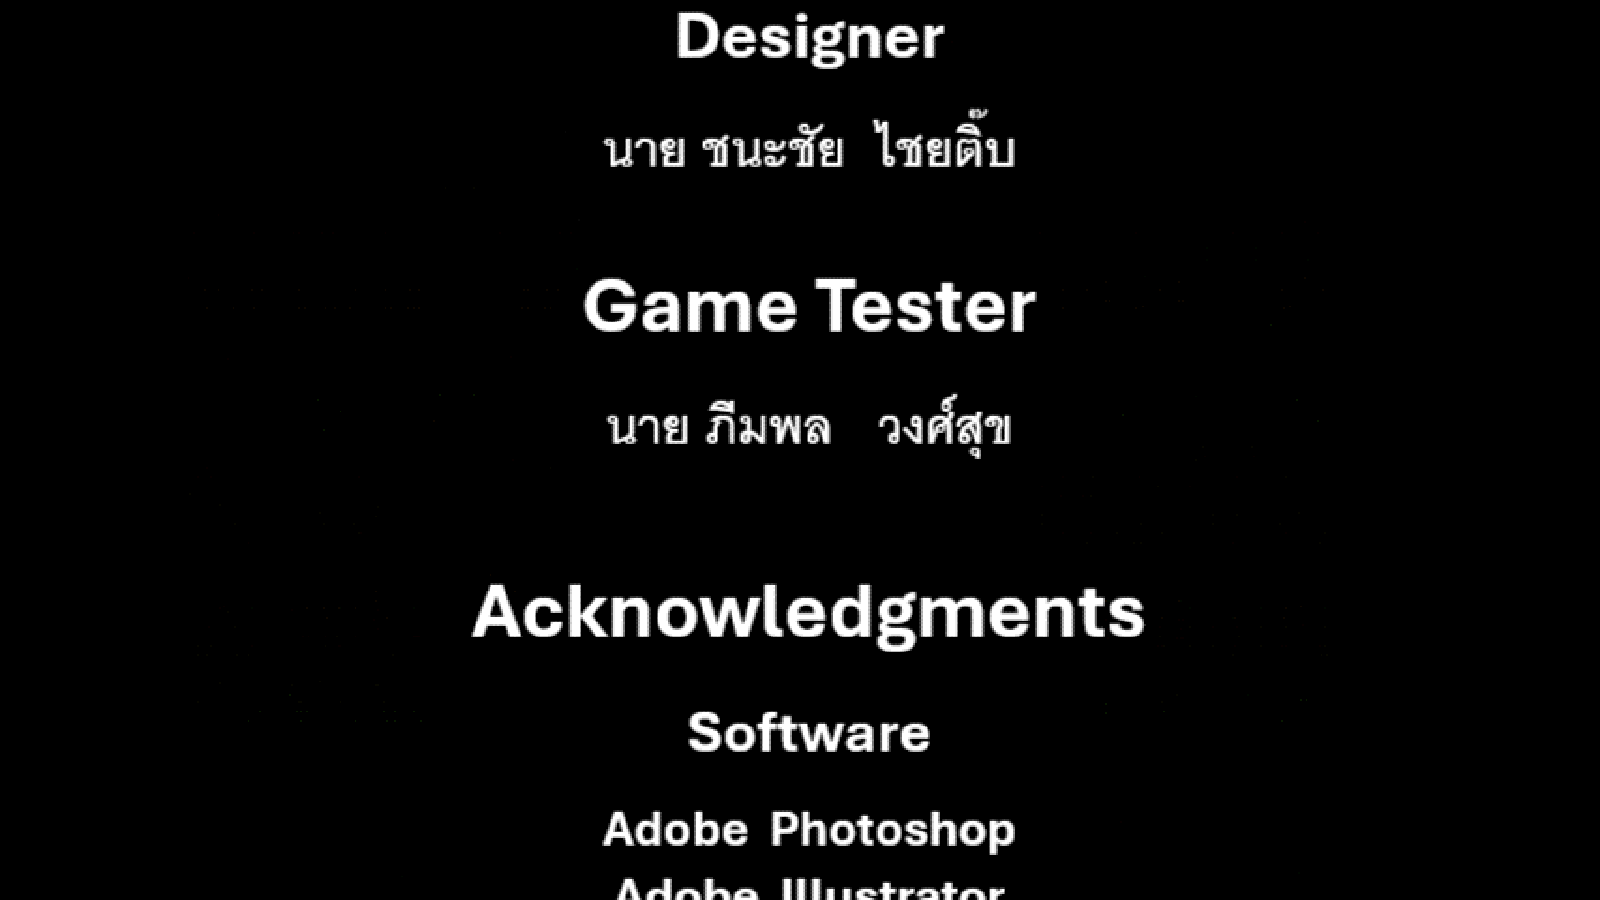 Designer
นาย ชนะชัย ไชยติ๊บ
Game Tester
นาย ภีมพล วงศ์สุข
Acknowledgments
Software
Adobe Photoshop
Adobe Illustrator